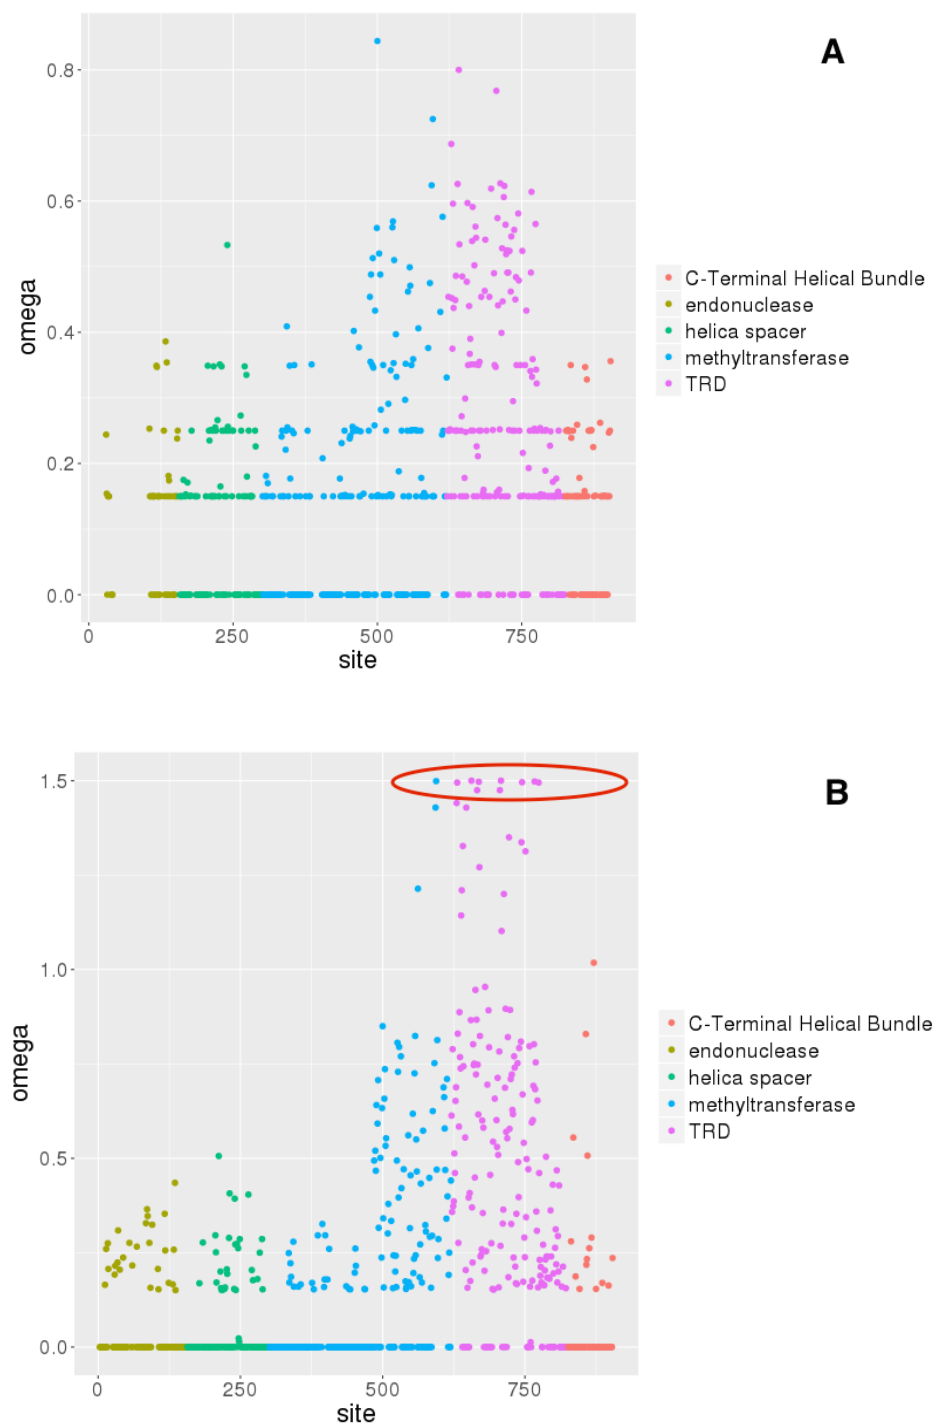 A
0.8
0.6
omega
0.4
0.2
0.0
0 250 500 750
site
C-Terminal Helical Bundle
endonuclease
helica spacer
methyltransferase
TRD
B
1.5
1.0
omega
0.5
0.0
0 250 500 750
site
C-Terminal Helical Bundle
endonuclease
helica spacer
methyltransferase
TRD